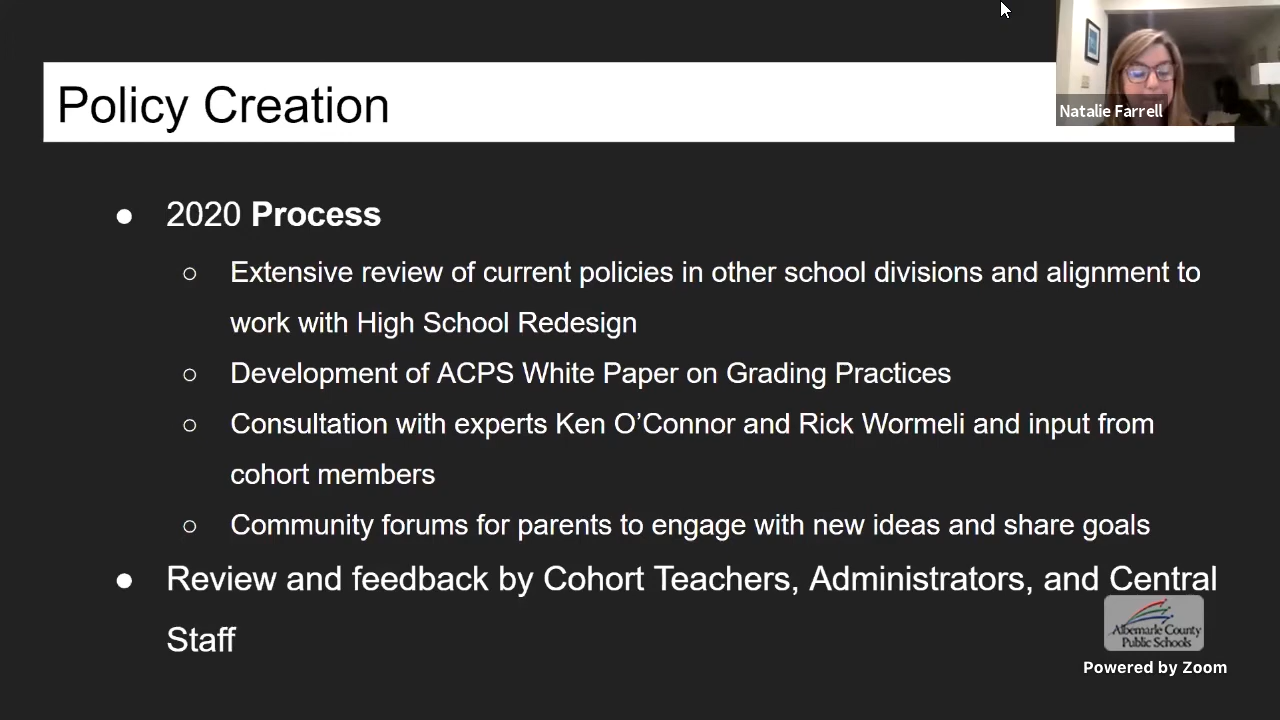 Policy Creation
Natalie Farrell
● 2020 Process
○ Extensive review of current policies in other school divisions and alignment to
work with High School Redesign
○ Development of ACPS White Paper on Grading Practices
○ Consultation with experts Ken O’Connor and Rick Wormeli and input from
cohort members
○ Community forums for parents to engage with new ideas and share goals
● Review and feedback by Cohort Teachers, Administrators, and Central
Staff
Albemarle County
Public Schools
Powered by Zoom